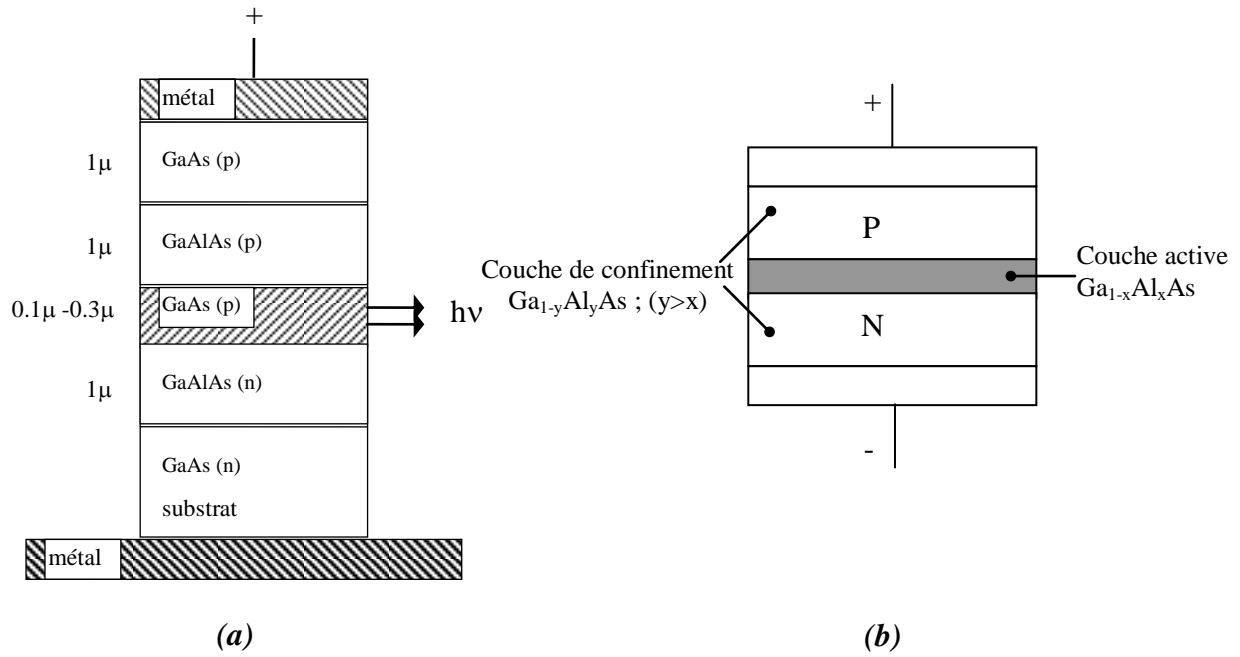 +
métal
1µ GaAs (p)
1µ GaAlAs (p)
0.1µ -0.3µ GaAs (p)
hν
1µ GaAlAs (n)
GaAs (n)
substrat
métal
(a)
+
P
Couche de confinement
Ga1-yAlyAs ; (y>x)
Couche active
Ga1-xAlxAs
N
-
(b)